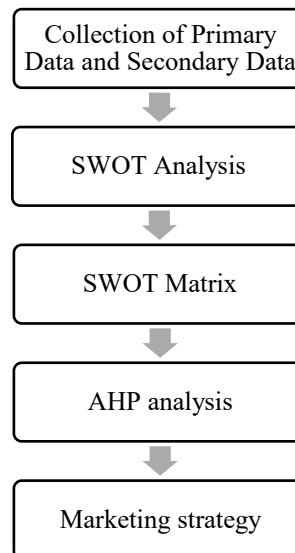 Collection of Primary
Data and Secondary Data
SWOT Analysis
SWOT Matrix
AHP analysis
Marketing strategy